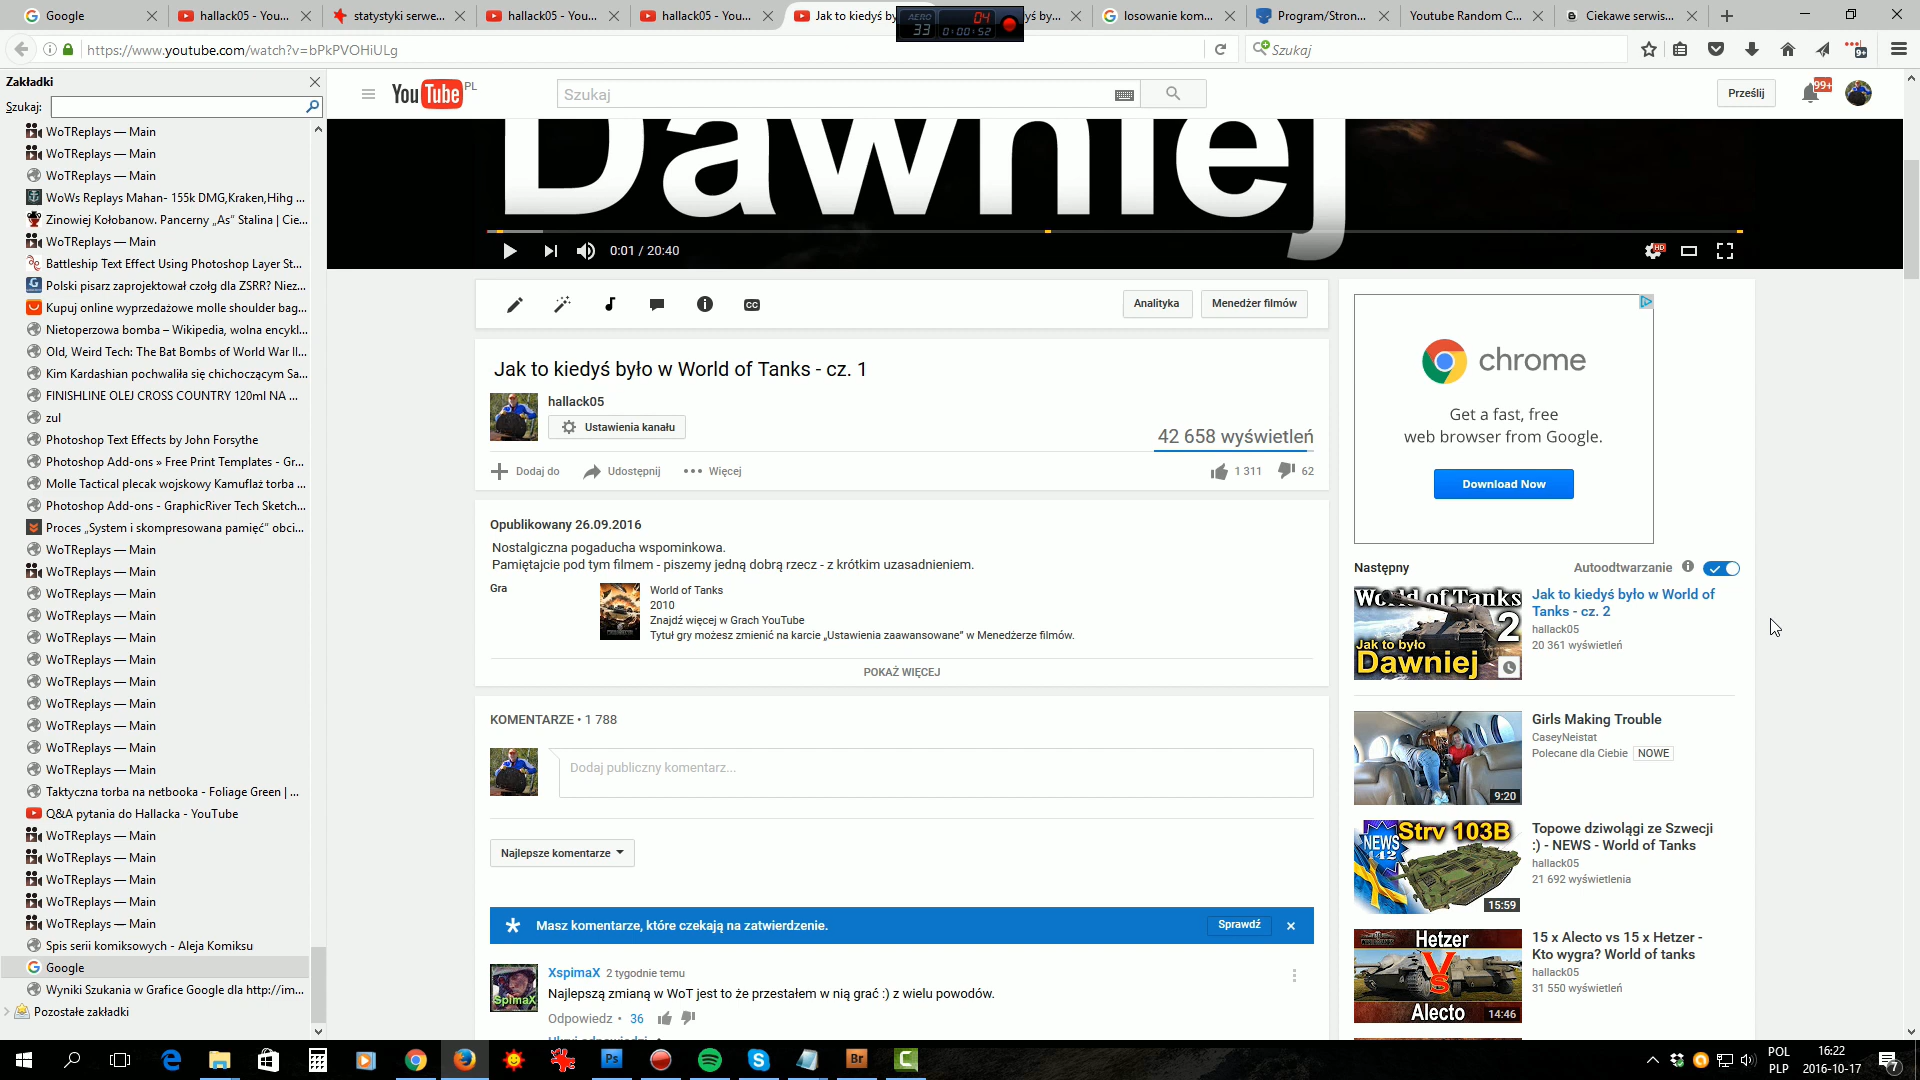 Google
hallack05 - You...
statystyki serwe...
hallack05 - You...
hallack05 - You...
Jak to kiedyś by
yś by...
losowanie kom...
Program/Stron...
Youtube Random C...
Ciekawe serwis...
AERO
33
04
0:00:52
https://www.youtube.com/watch?v=bPkPVOHiULg
Szukaj
9+
Zakładki
Szukaj:
WoTReplays — Main
WoTReplays — Main
WoTReplays — Main
WoWs Replays Mahan- 155k DMG,Kraken,Hihg ...
Zinowiej Kołobanow. Pancerny „As” Stalina | Cie...
WoTReplays — Main
Battleship Text Effect Using Photoshop Layer St...
Polski pisarz zaprojektował czołg dla ZSRR? Niez...
Kupuj online wyprzedażowe molle shoulder bag...
Nietoperzowa bomba – Wikipedia, wolna encykl...
Old, Weird Tech: The Bat Bombs of World War II...
Kim Kardashian pochwaliła się chichoczącym Sa...
FINISHLINE OLEJ CROSS COUNTRY 120ml NA ...
zul
Photoshop Text Effects by John Forsythe
Photoshop Add-ons » Free Print Templates - Gr...
Molle Tactical plecak wojskowy Kamuflaż torba ...
Photoshop Add-ons - GraphicRiver Tech Sketch...
Proces „System i skompresowana pamięć” obci...
WoTReplays — Main
WoTReplays — Main
WoTReplays — Main
WoTReplays — Main
WoTReplays — Main
WoTReplays — Main
WoTReplays — Main
WoTReplays — Main
WoTReplays — Main
WoTReplays — Main
WoTReplays — Main
Taktyczna torba na netbooka - Foliage Green | ...
Q&A pytania do Hallacka - YouTube
WoTReplays — Main
WoTReplays — Main
WoTReplays — Main
WoTReplays — Main
WoTReplays — Main
Spis serii komiksowych - Aleja Komiksu
Google
Wyniki Szukania w Grafice Google dla http://im...
Pozostałe zakładki
YouTube PL
Szukaj
Prześlij
99+
Dawniej
0:01 / 20:40
HD
CC
Analityka
Menedżer filmów
Jak to kiedyś było w World of Tanks - cz. 1
hallack05
Ustawienia kanału
42 658 wyświetleń
Dodaj do
Udostępnij
Więcej
1 311
62
Opublikowany 26.09.2016
Nostalgiczna pogaducha wspominkowa.
Pamiętajcie pod tym filmem - piszemy jedną dobrą rzecz - z krótkim uzasadnieniem.
Gra
World of Tanks
2010
Znajdź więcej w Grach YouTube
Tytuł gry możesz zmienić na karcie „Ustawienia zaawansowane” w Menedżerze filmów.
POKAŻ WIĘCEJ
KOMENTARZE • 1 788
Dodaj publiczny komentarz...
Najlepsze komentarze
Masz komentarze, które czekają na zatwierdzenie.
Sprawdź
SpimaX
XspimaX 2 tygodnie temu
Najlepszą zmianą w WoT jest to że przestałem w nią grać :) z wielu powodów.
Odpowiedz • 36
chrome
Get a fast, free
web browser from Google.
Download Now
Następny
Autoodtwarzanie
World of Tanks
2
Jak to było
Dawniej
Jak to kiedyś było w World of
Tanks - cz. 2
hallack05
20 361 wyświetleń
9:20
Girls Making Trouble
CaseyNeistat
Polecane dla Ciebie NOWE
Strv 103B
NEWS
142
15:59
Topowe dziwolągi ze Szwecji
:) - NEWS - World of Tanks
hallack05
21 692 wyświetlenia
Hetzer
Vs
Alecto
14:46
15 x Alecto vs 15 x Hetzer -
Kto wygra? World of tanks
hallack05
31 550 wyświetleń
Ps
Br
POL
PLP
16:22
2016-10-17
7